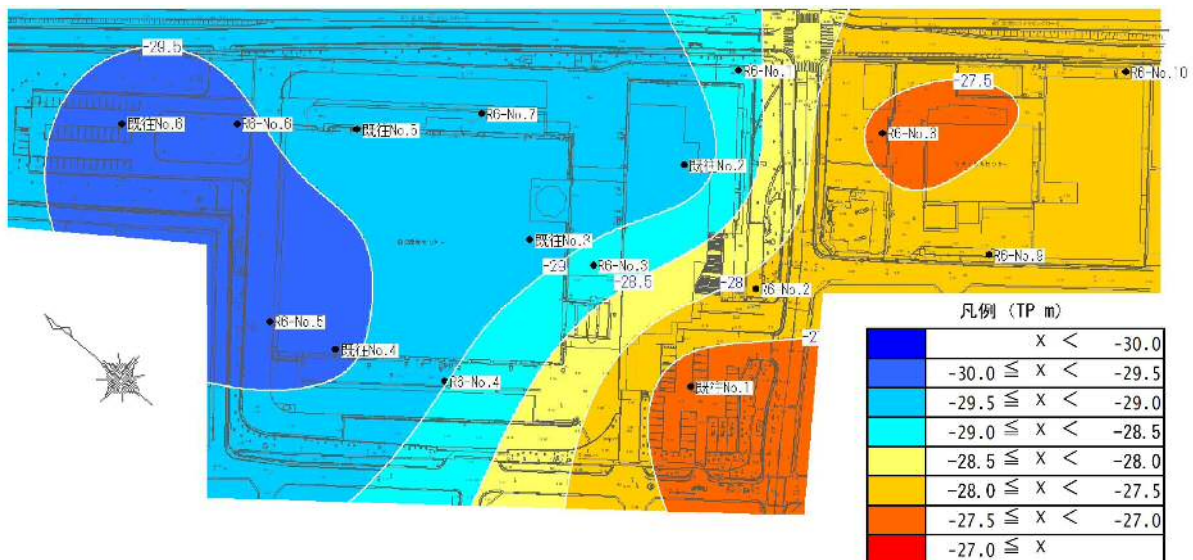 -29.5
R6-No.1
R6-No.10
-27.5
既往No.6
R6-No.6
既往No.5
R6-No.7
R6-No.8
既往No.2
既往No.3
-29
R6-No.3
-28.5
R6-No.9
-28
R6-No.2
R6-No.5
既往No.4
R6-No.4
既往No.1
凡例 (TP m)
x < -30.0
-30.0 ≦ x < -29.5
-29.5 ≦ x < -29.0
-29.0 ≦ x < -28.5
-28.5 ≦ x < -28.0
-28.0 ≦ x < -27.5
-27.5 ≦ x < -27.0
-27.0 ≦ x